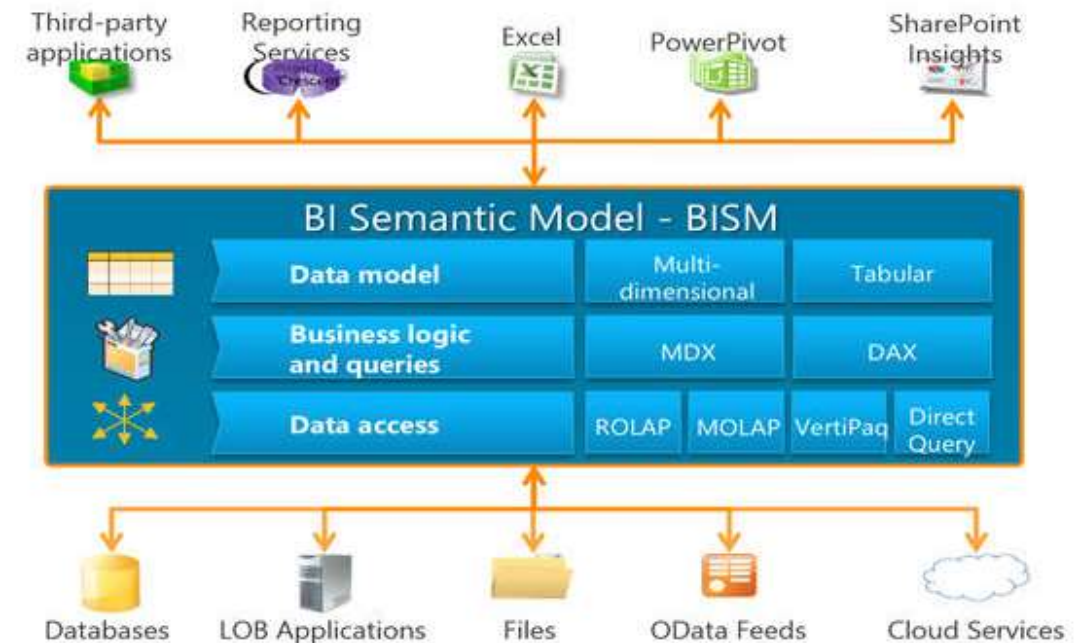 Third-party
applications
Reporting
Services
Excel
PowerPivot
SharePoint
Insights
Crescent
BI Semantic Model - BISM
Data model
Multi-
dimensional
Tabular
Business logic
and queries
MDX
DAX
Data access
ROLAP
MOLAP
VertiPaq
Direct
Query
Databases
LOB Applications
Files
OData Feeds
Cloud Services